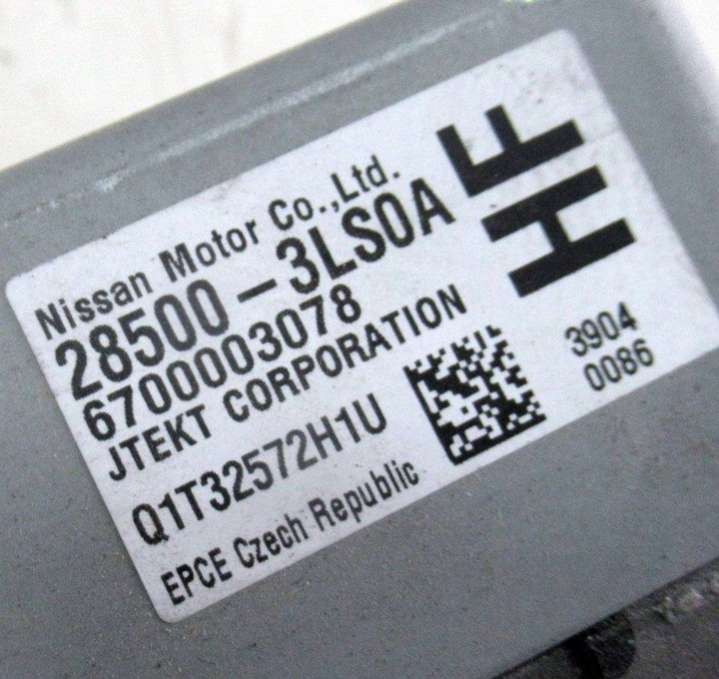 Nissan Motor Co.,Ltd.
28500-3LS0A
6700003078
JTEKT CORPORATION
Q1T32572H1U
EPCE Czech Republic
HF
3904
0086